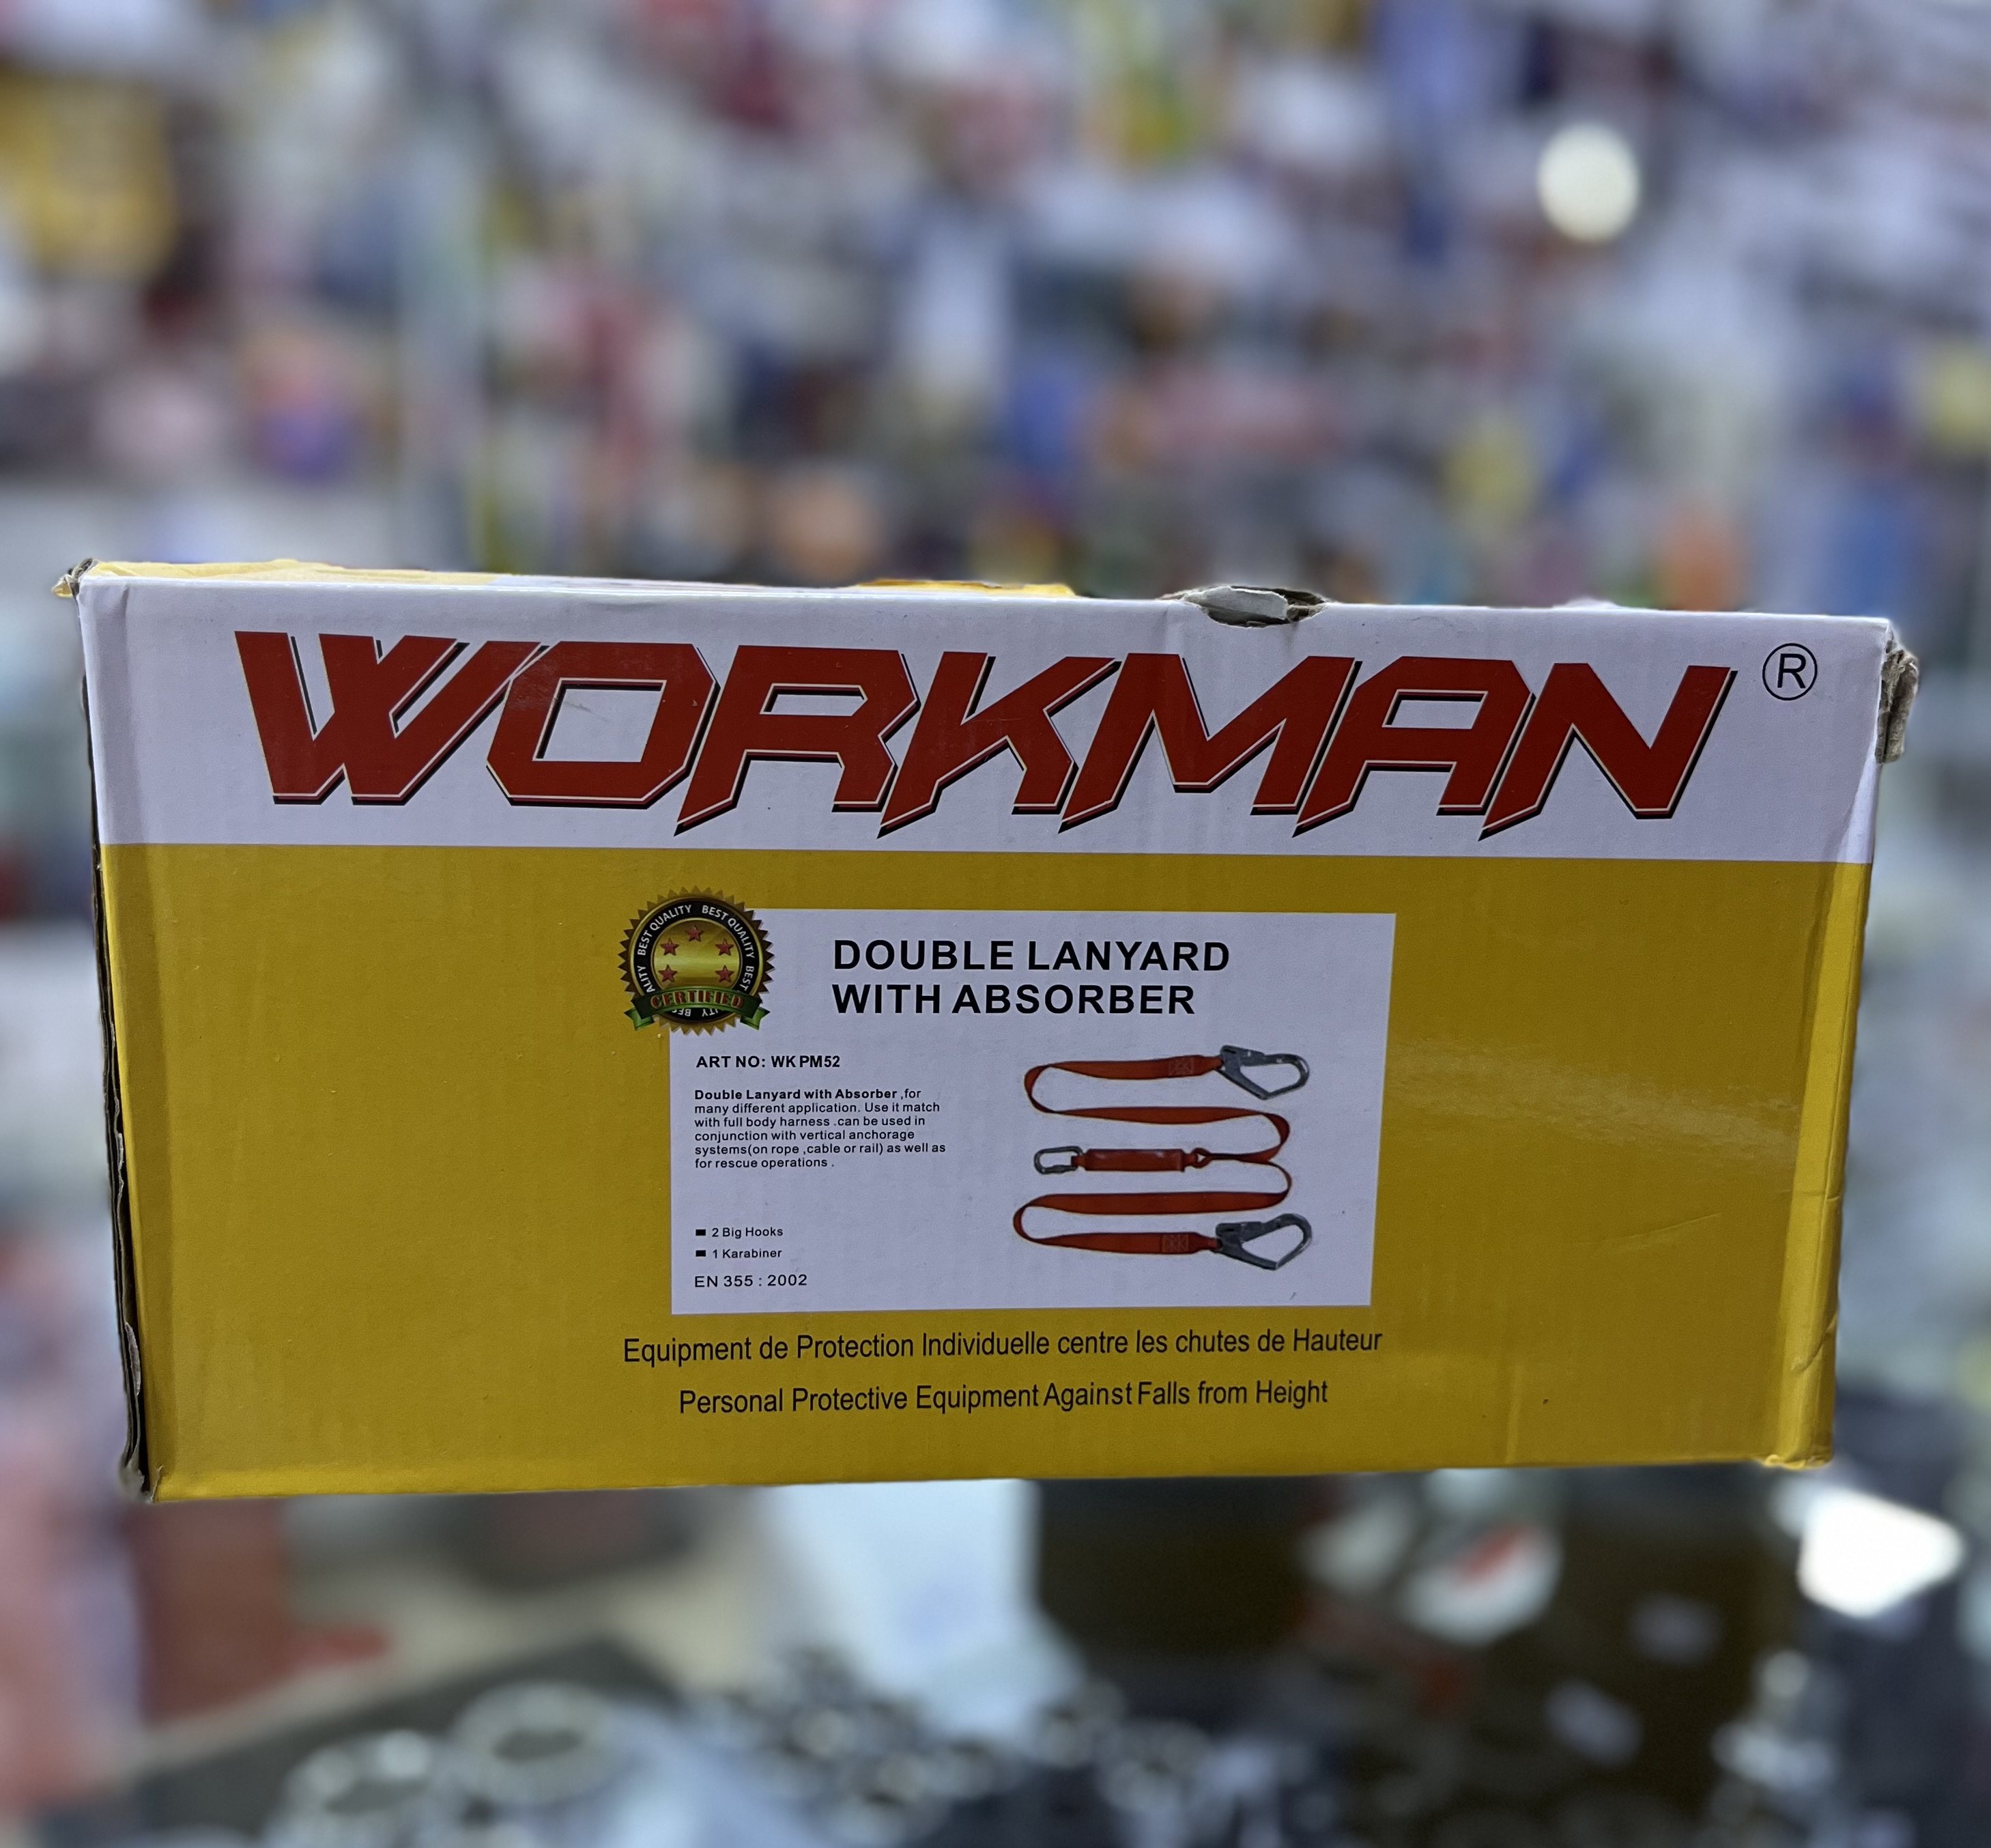 WORKMAN ®
BEST QUALITY BEST QUALITY BEST
CERTIFIED
DOUBLE LANYARD
WITH ABSORBER
ART NO: WK PM52
Double Lanyard with Absorber ,for
many different application. Use it match
with full body harness .can be used in
conjunction with vertical anchorage
systems(on rope ,cable or rail) as well as
for rescue operations .
2 Big Hooks
1 Karabiner
EN 355 : 2002
Equipment de Protection Individuelle centre les chutes de Hauteur
Personal Protective Equipment Against Falls from Height